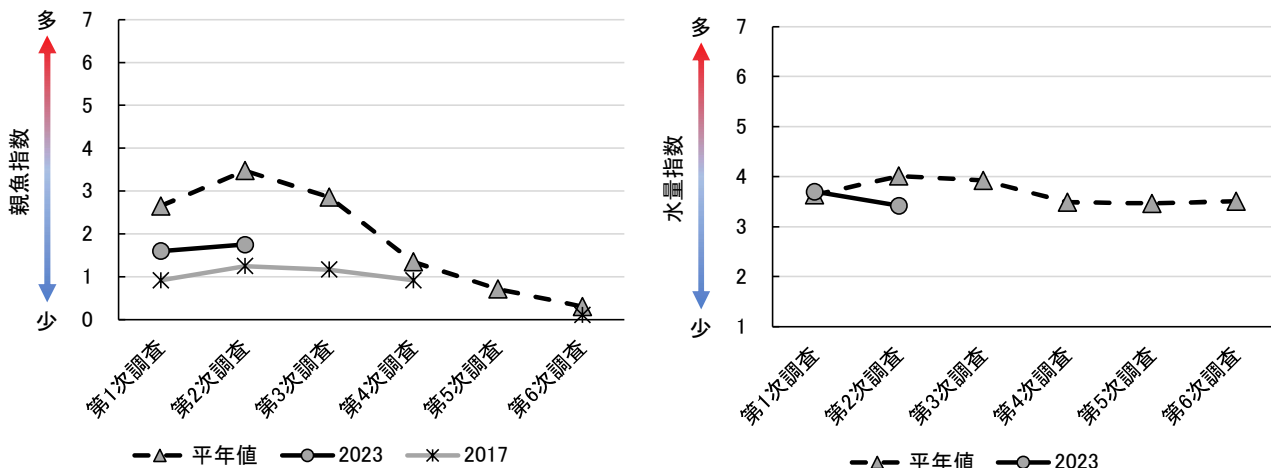 多
7
6
5
4
3
2
1
0
少
親魚指数
第1次調査
第2次調査
第3次調査
第4次調査
第5次調査
第6次調査
平年値 2023 2017
多
7
6
5
4
3
2
1
少
水量指数
第1次調査
第2次調査
第3次調査
第4次調査
第5次調査
第6次調査
平年値 2023